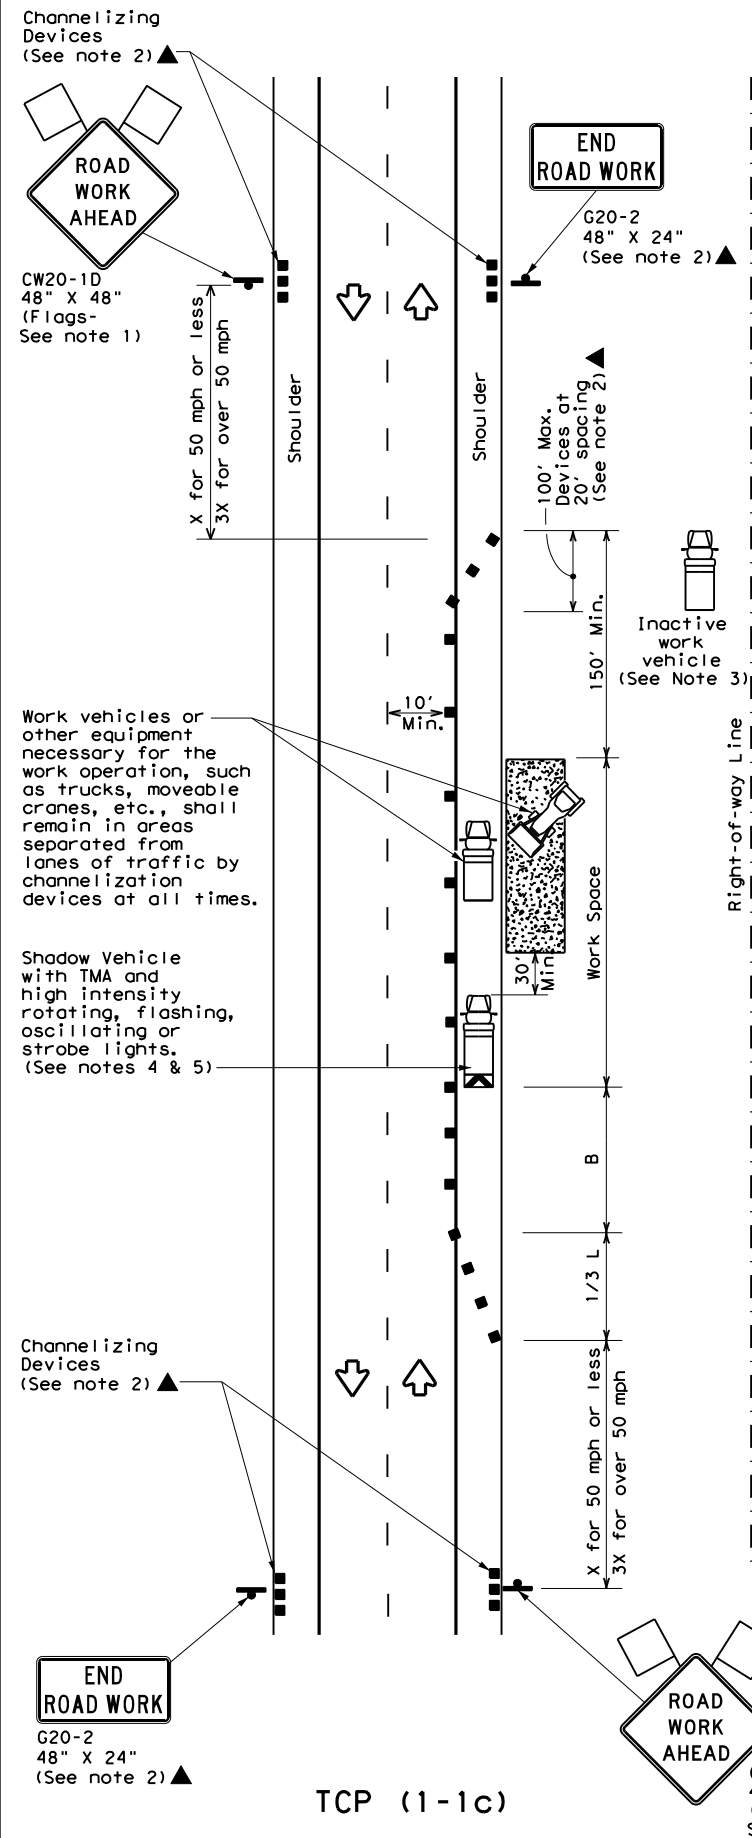 Channelizing
Devices
(See note 2)▲
ROAD
WORK
AHEAD
CW20-1D
48" X 48"
(Flags-
See note 1)
END
ROAD WORK
G20-2
48" X 24"
(See note 2)▲
X for 50 mph or less
3X for over 50 mph
Shoulder
Shoulder
100' Max.
Devices at
20' spacing
(See note 2)▲
150' Min.
Inactive
work
vehicle
(See Note 3)
10'
Min.
Right-of-way Line
Work vehicles or
other equipment
necessary for the
work operation, such
as trucks, moveable
cranes, etc., shall
remain in areas
separated from
lanes of traffic by
channelization
devices at all times.
Work Space
30'
Min.
Shadow Vehicle
with TMA and
high intensity
rotating, flashing,
oscillating or
strobe lights.
(See notes 4 & 5)
B
1/3 L
Channelizing
Devices
(See note 2)▲
X for 50 mph or less
3X for over 50 mph
END
ROAD WORK
G20-2
48" X 24"
(See note 2)▲
ROAD
WORK
AHEAD
TCP (1-1c)